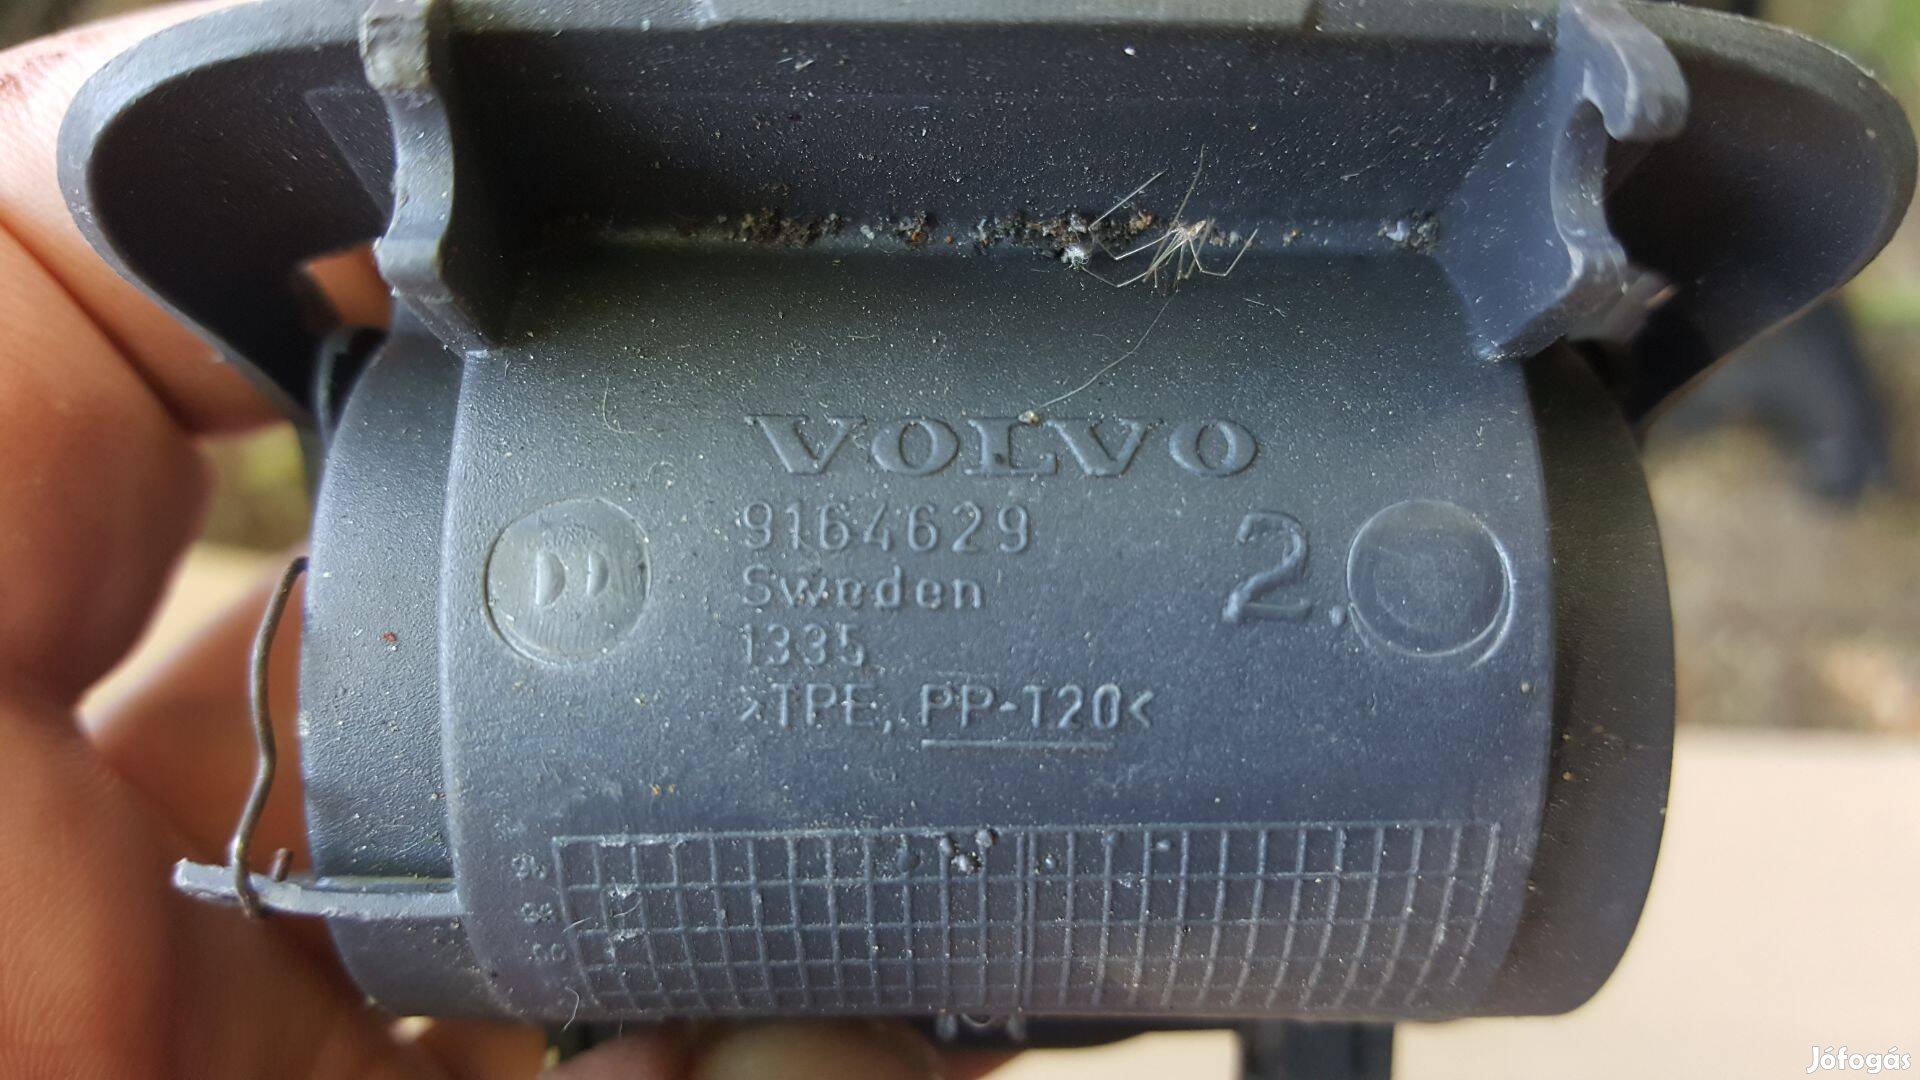 VOLVO
9164629
Sweden
1335
>TPE, PP-T20<
2.
Jófogás